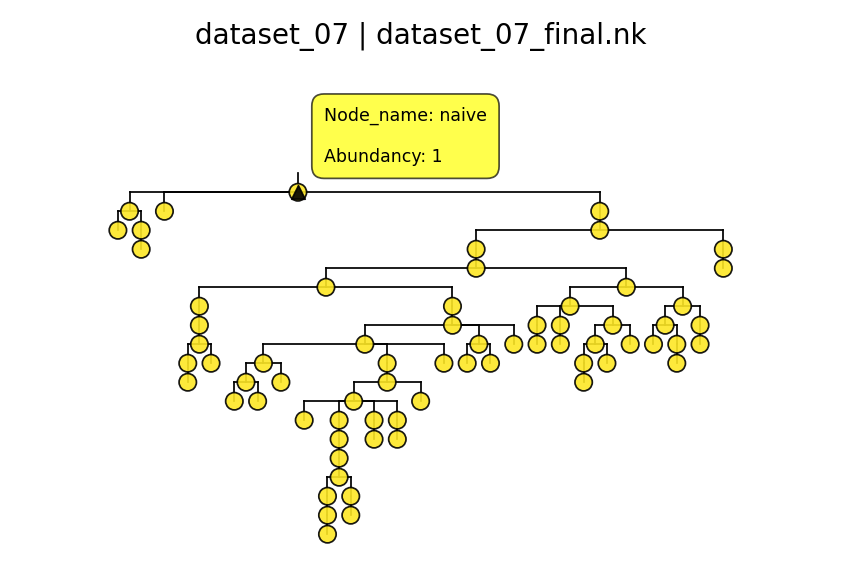 dataset_07 | dataset_07_final.nk
Node_name: naive
Abundancy: 1